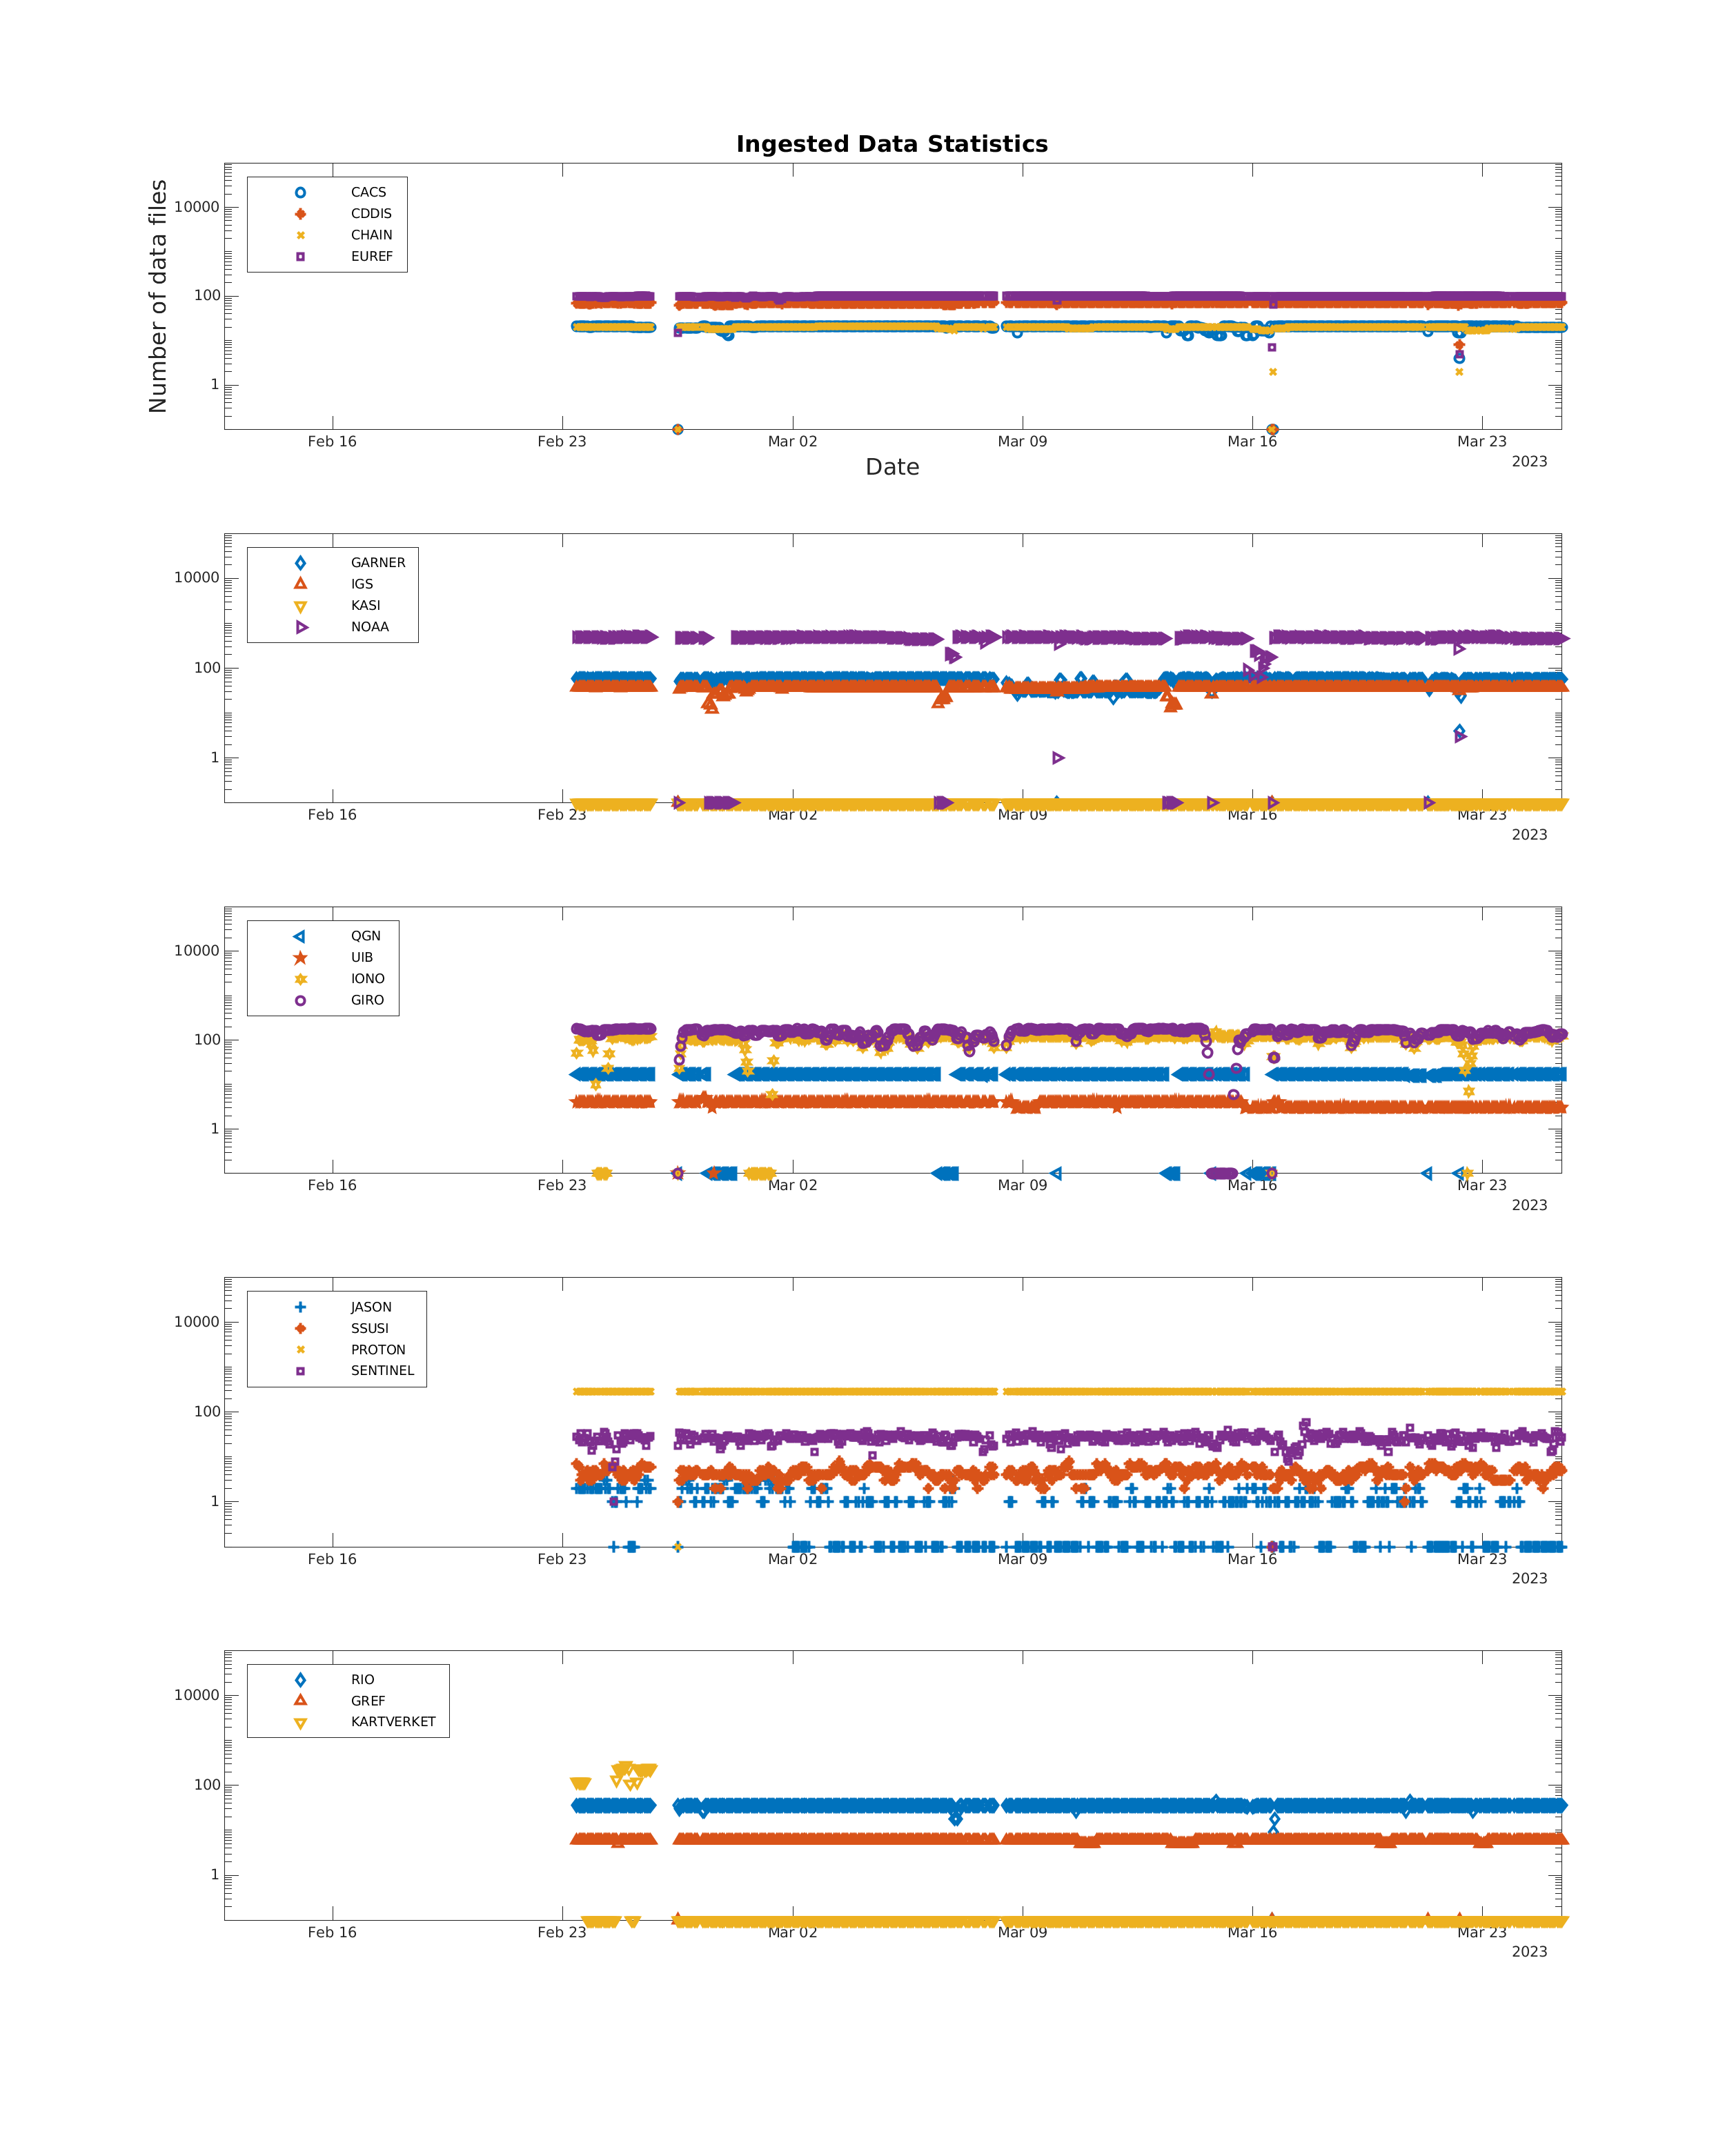 Ingested Data Statistics
Number of data files
CACS
CDDIS
CHAIN
EUREF
10000
100
1
Feb 16 Feb 23 Mar 02 Mar 09 Mar 16 Mar 23
2023
Date
GARNER
IGS
KASI
NOAA
10000
100
1
Feb 16 Feb 23 Mar 02 Mar 09 Mar 16 Mar 23
2023
QGN
UIB
IONO
GIRO
10000
100
1
Feb 16 Feb 23 Mar 02 Mar 09 Mar 16 Mar 23
2023
JASON
SSUSI
PROTON
SENTINEL
10000
100
1
Feb 16 Feb 23 Mar 02 Mar 09 Mar 16 Mar 23
2023
RIO
GREF
KARTVERKET
10000
100
1
Feb 16 Feb 23 Mar 02 Mar 09 Mar 16 Mar 23
2023